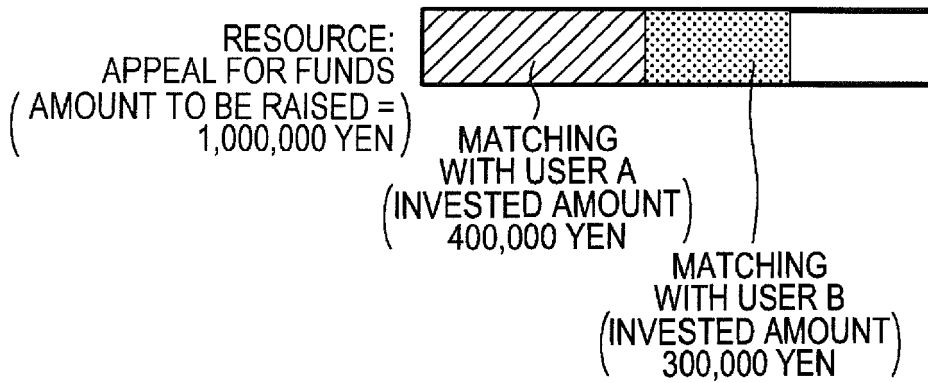 RESOURCE:
APPEAL FOR FUNDS
(AMOUNT TO BE RAISED =
1,000,000 YEN)
MATCHING
WITH USER A
(INVESTED AMOUNT
400,000 YEN)
MATCHING
WITH USER B
(INVESTED AMOUNT
300,000 YEN)